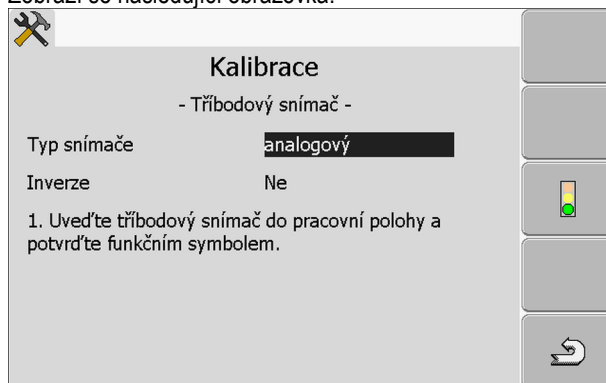 Zobrazí se následující obrazovka:
Kalibrace
- Tříbodový snímač -
Typ snímače analogový
Inverze Ne
1. Uveďte tříbodový snímač do pracovní polohy a
potvrďte funkčním symbolem.